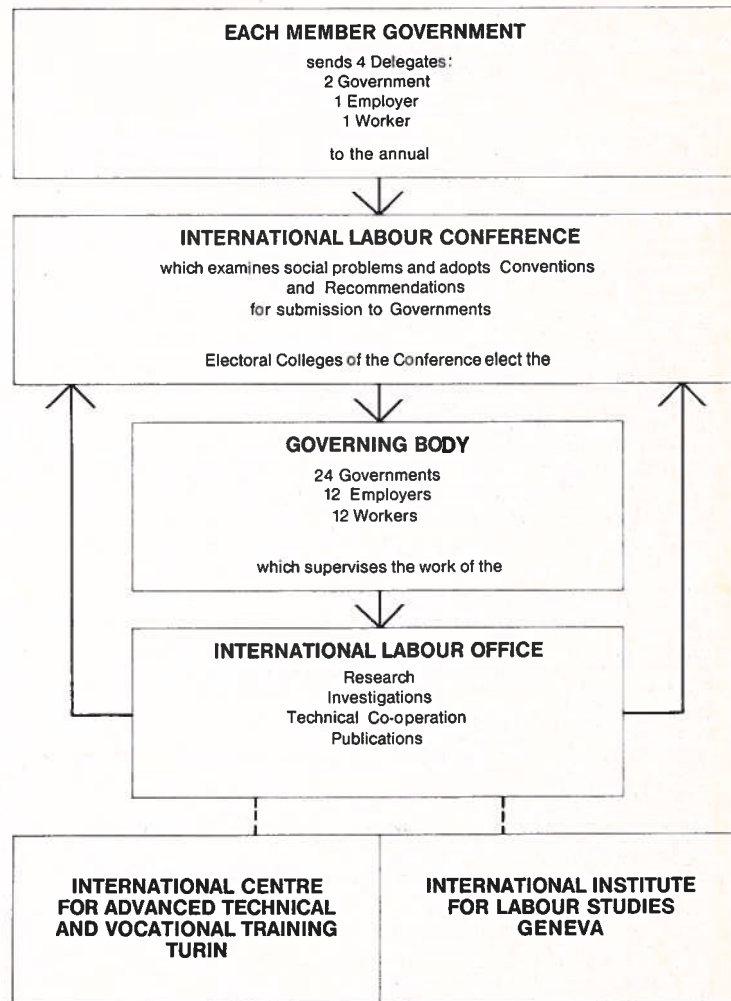 EACH MEMBER GOVERNMENT
sends 4 Delegates:
2 Government
1 Employer
1 Worker
to the annual
INTERNATIONAL LABOUR CONFERENCE
which examines social problems and adopts Conventions
and Recommendations
for submission to Governments
Electoral Colleges of the Conference elect the
GOVERNING BODY
24 Governments
12 Employers
12 Workers
which supervises the work of the
INTERNATIONAL LABOUR OFFICE
Research
Investigations
Technical Co-operation
Publications
INTERNATIONAL CENTRE
FOR ADVANCED TECHNICAL
AND VOCATIONAL TRAINING
TURIN
INTERNATIONAL INSTITUTE
FOR LABOUR STUDIES
GENEVA